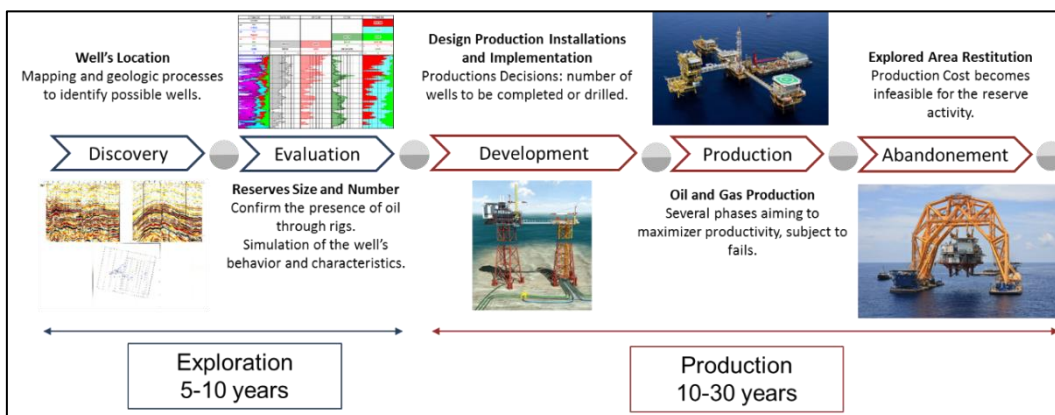 Well's Location
Mapping and geologic processes
to identify possible wells.
Design Production Installations
and Implementation
Productions Decisions: number of
wells to be completed or drilled.
Explored Area Restitution
Production Cost becomes
infeasible for the reserve
activity.
Discovery
Evaluation
Development
Production
Abandonement
Reserves Size and Number
Confirm the presence of oil
through rigs.
Simulation of the well's
behavior and characteristics.
Oil and Gas Production
Several phases aiming to
maximizer productivity, subject to
fails.
Exploration
5-10 years
Production
10-30 years